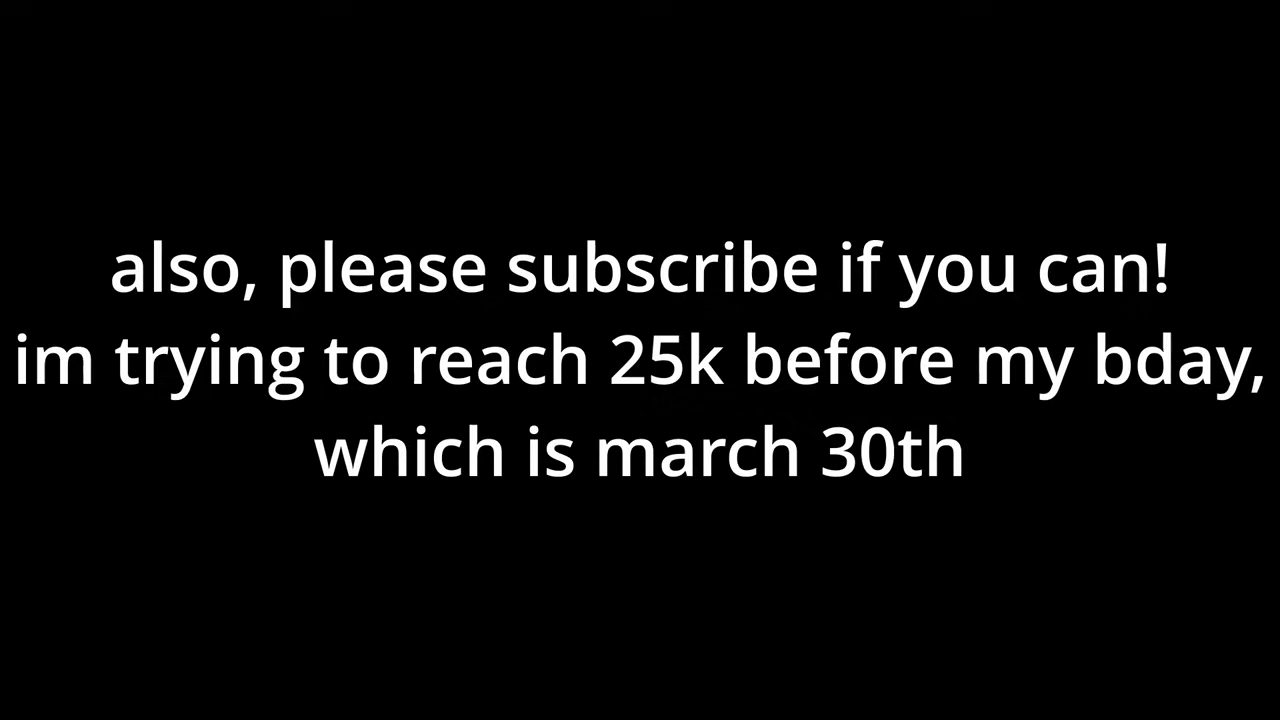 also, please subscribe if you can!
im trying to reach 25k before my bday,
which is march 30th